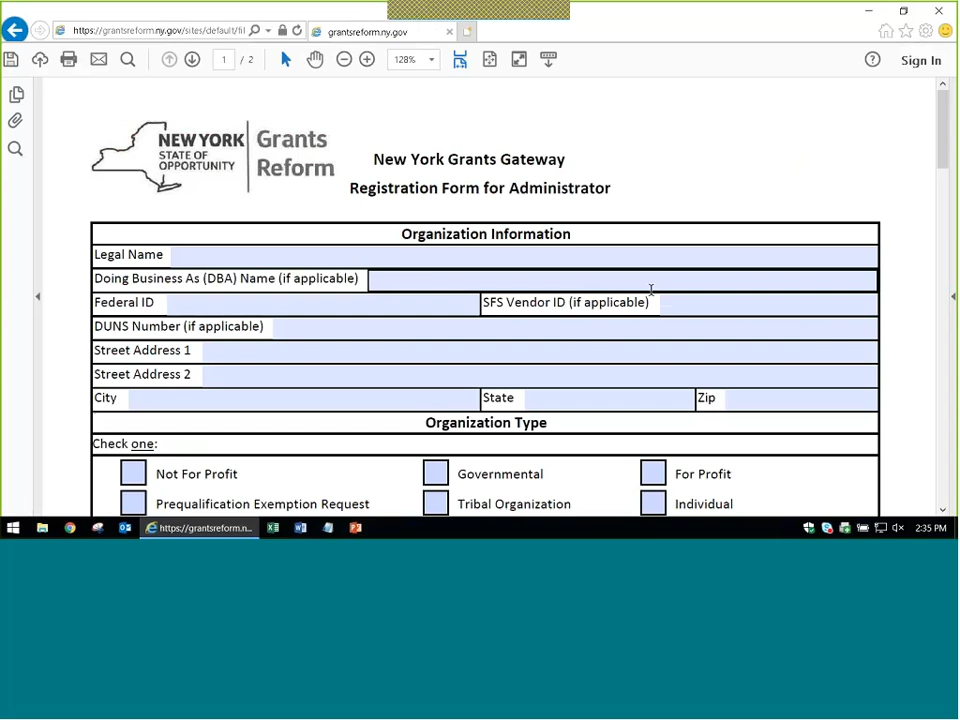 https://grantsreform.ny.gov/sites/default/fil
grantsreform.ny.gov
1 / 2
128%
Sign In
NEW YORK
STATE OF
OPPORTUNITY
Grants
Reform
New York Grants Gateway
Registration Form for Administrator
Organization Information
Legal Name
Doing Business As (DBA) Name (if applicable)
Federal ID SFS Vendor ID (if applicable)
DUNS Number (if applicable)
Street Address 1
Street Address 2
City State Zip
Organization Type
Check one:
Not For Profit Governmental For Profit
Prequalification Exemption Request Tribal Organization Individual
https://grantsreform.n...
2:35 PM